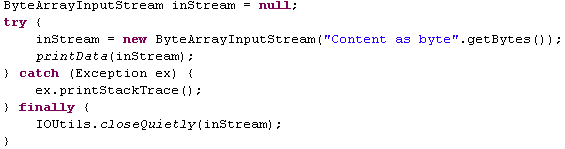 ByteArrayInputStream inStream = null;
try {
    inStream = new ByteArrayInputStream("Content as byte".getBytes());
    printData(inStream);
} catch (Exception ex) {
    ex.printStackTrace();
} finally {
    IOUtils.closeQuietly(inStream);
}